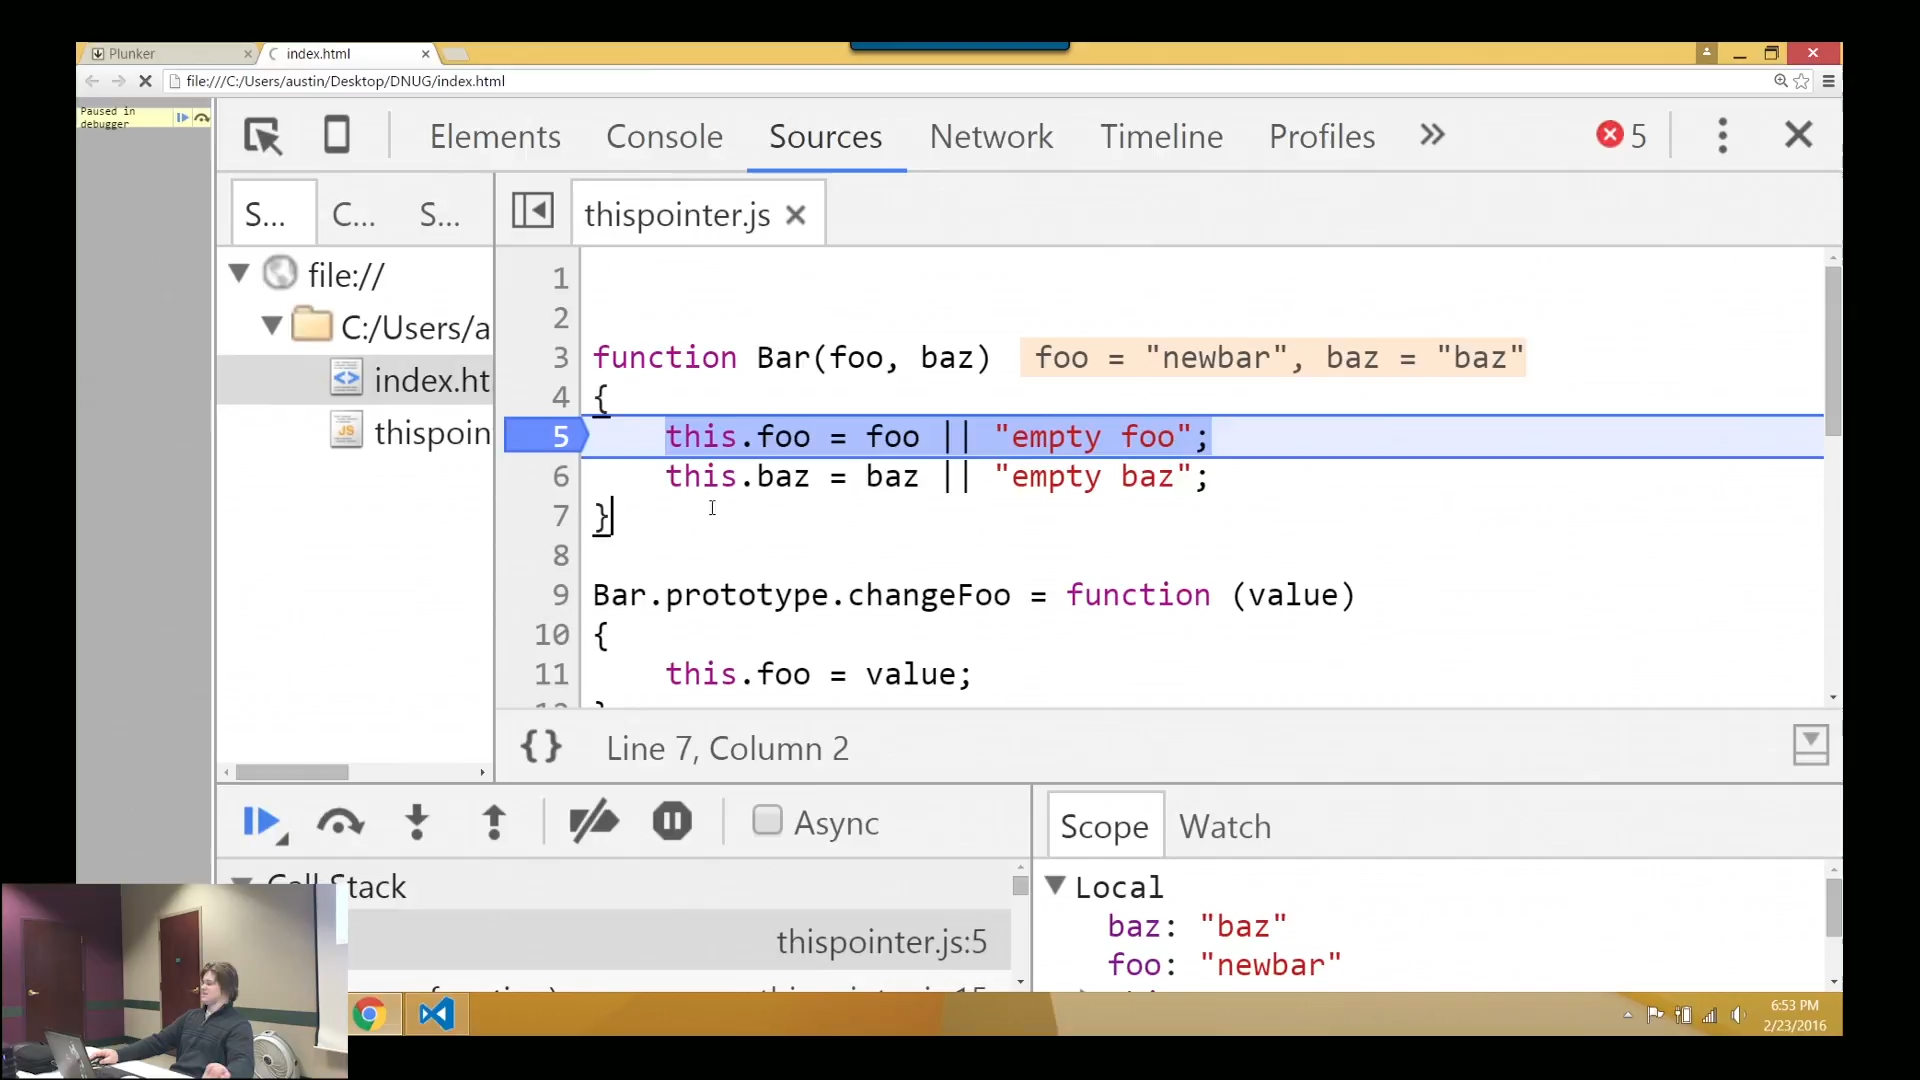 Plunker
index.html
file:///C:/Users/austin/Desktop/DNUG/index.html
Paused in
debugger
Elements Console Sources Network Timeline Profiles 5
S... C... S...
thispointer.js
file://
C:/Users/a
index.ht
thispoin
1
2
3 function Bar(foo, baz) foo = "newbar", baz = "baz"
4 {
5 this.foo = foo || "empty foo";
6 this.baz = baz || "empty baz";
7 }
8
9 Bar.prototype.changeFoo = function (value)
10 {
11 this.foo = value;
{} Line 7, Column 2
Async
Scope Watch
Call Stack
thispointer.js:5
Local
baz: "baz"
foo: "newbar"
6:53 PM
2/23/2016